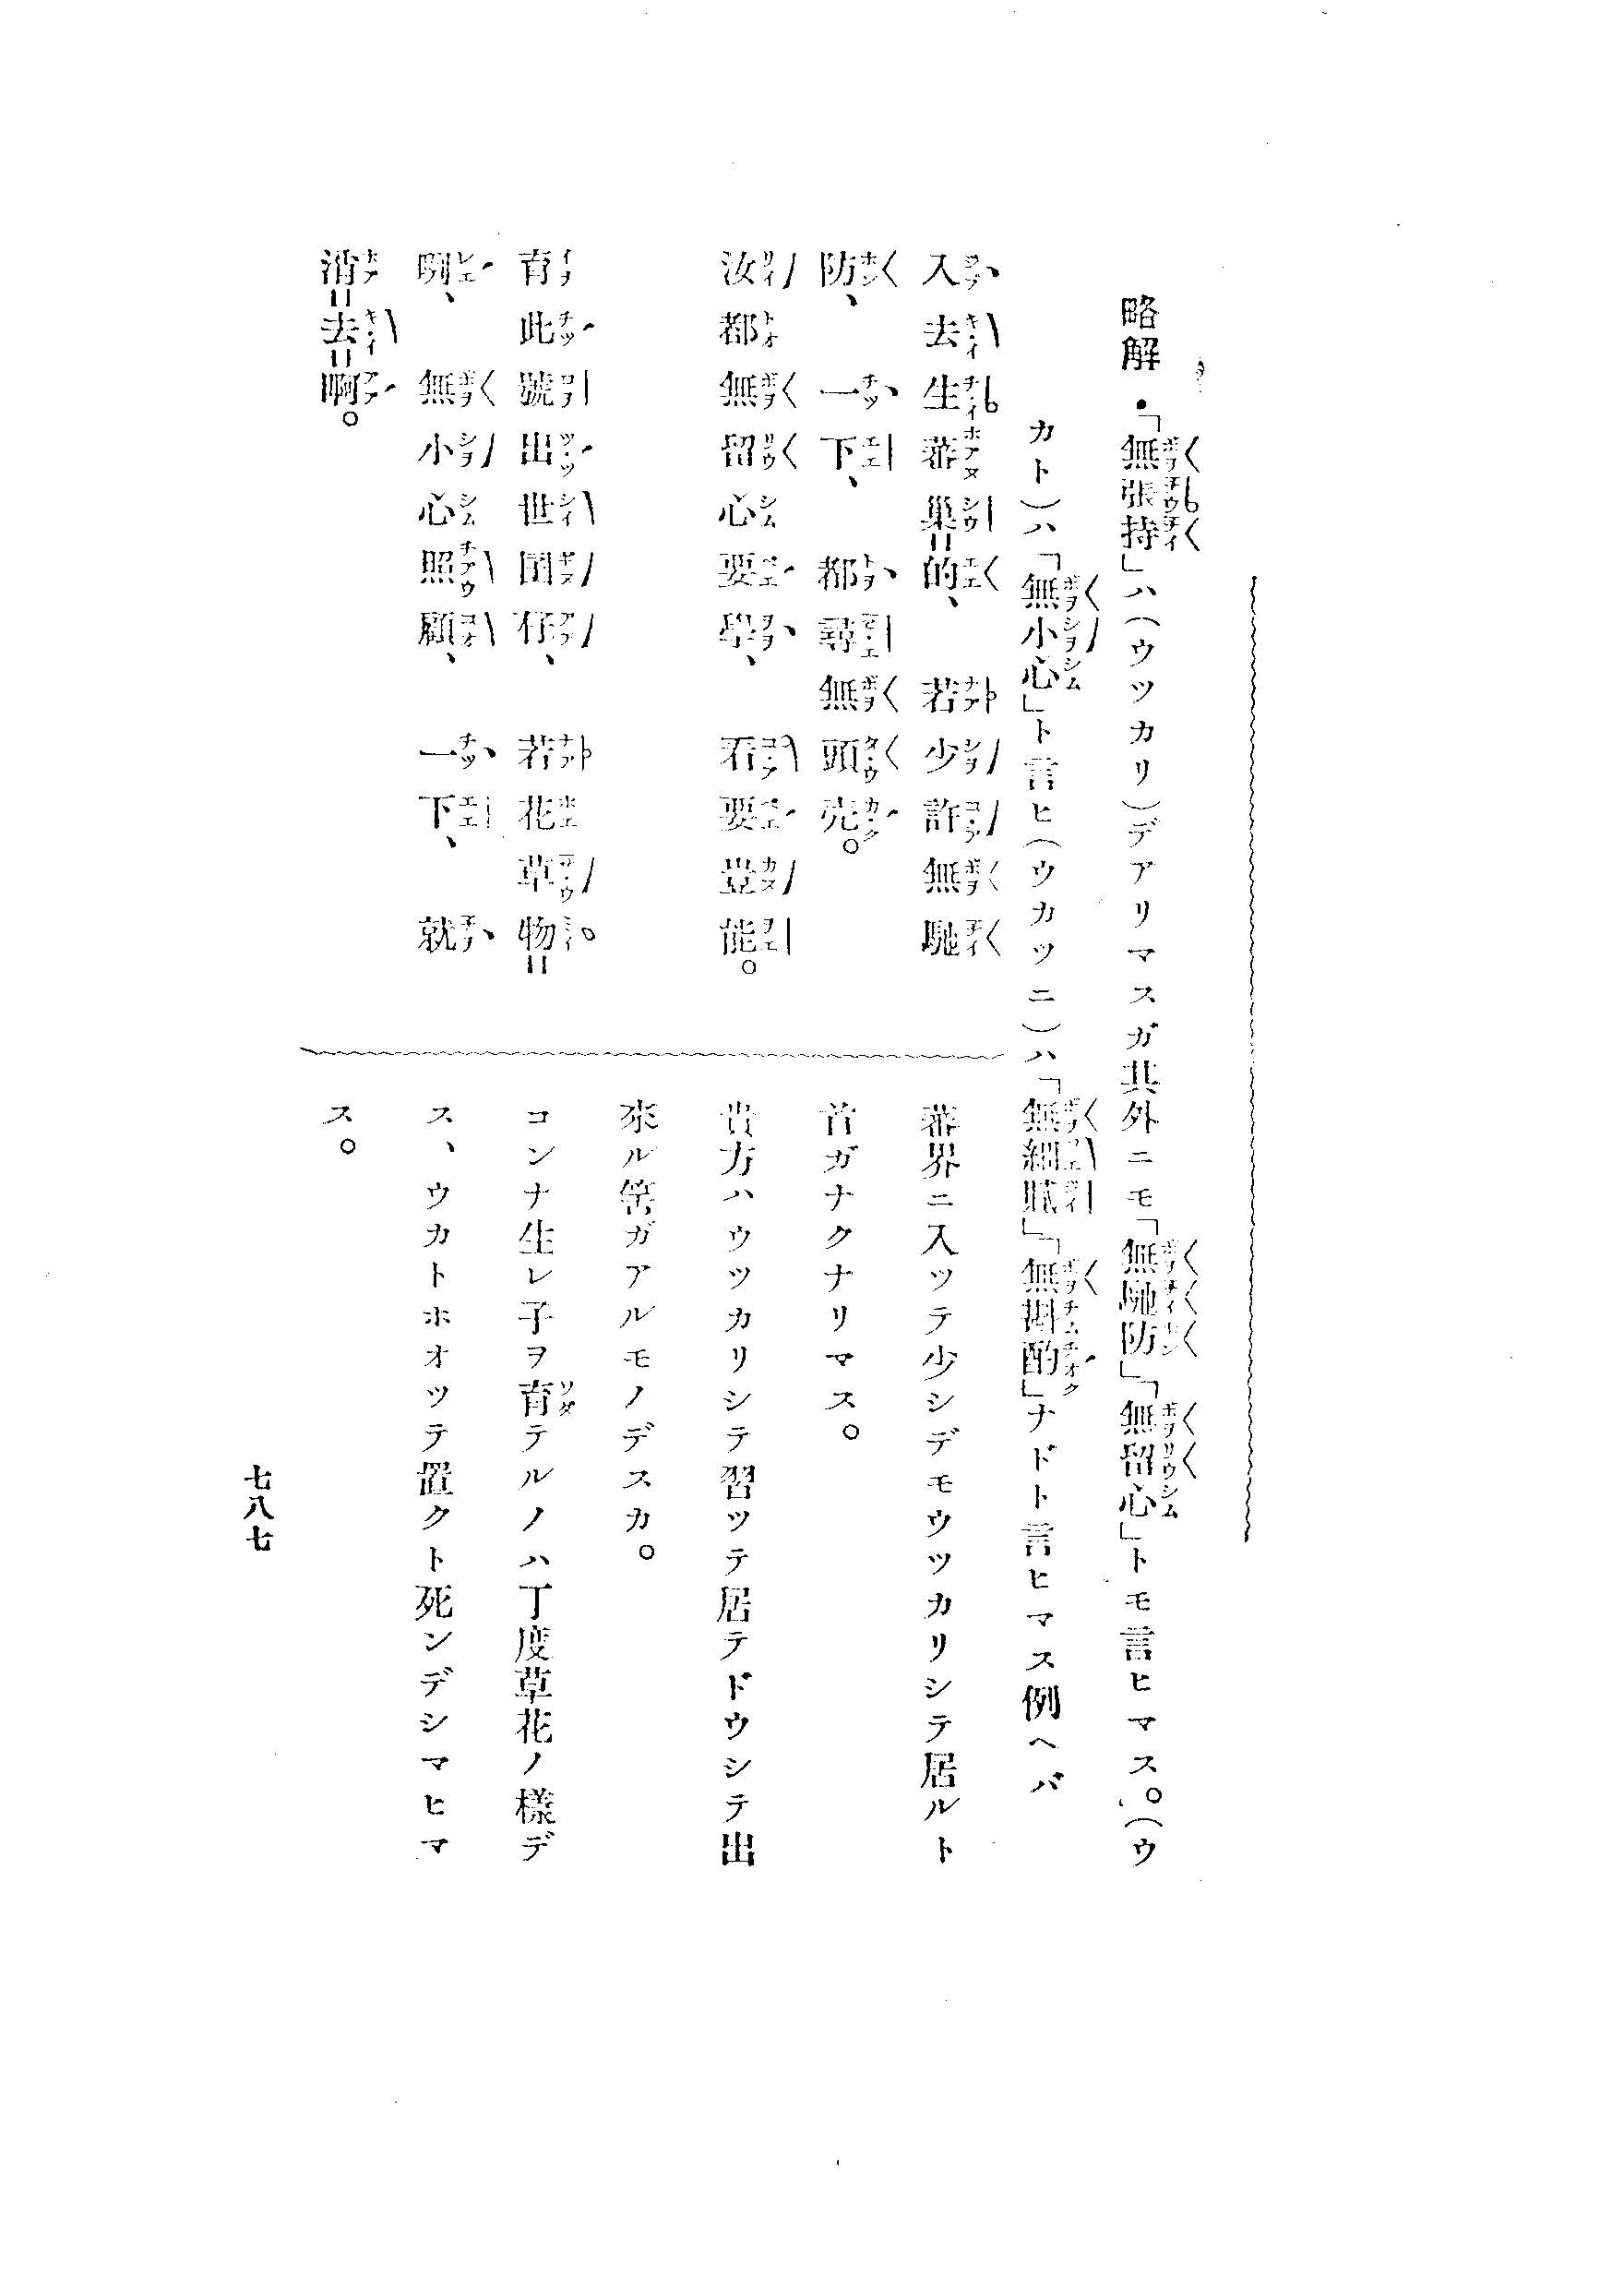 略解・「無張持」ハ(ウツカリ)デアリマスガ其外ニモ「無馳防」「無留心」トモ言ヒマス。(ウ
カト)ハ「無小心」ト言ヒ(ウカツニ)ハ「無細膩」「無斟酌」ナドト言ヒマス例ヘバ
入去生蕃巢=的、若少許無馳
防、一下、都尋無頭壳。
蕃界ニ入ッテ少シデモウッカリシテ居ルト
首ガナクナリマス。
汝都無留心要學、看要豈能。
貴方ハウッカリシテ習ッテ居テドウシテ出
來ル筈ガアルモノデスカ。
育此號出世囝仔、若花草物=
咧、無小心照顧、一下、就
消=去=啊。
コンナ生レ子ヲ育テルノハ丁度草花ノ樣デ
ス、ウカトホオッテ置クト死ンデシマヒマ
ス。
七八七